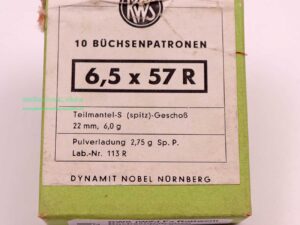 RWS
10 BÜCHSENPATRONEN
6,5 x 57 R
Teilmantel-S (spitz)-Geschoß
22 mm, 6,0 g
Pulverladung 2,75 g Sp. P.
Lab.-Nr. 113 R
DYNAMIT NOBEL NÜRNBERG